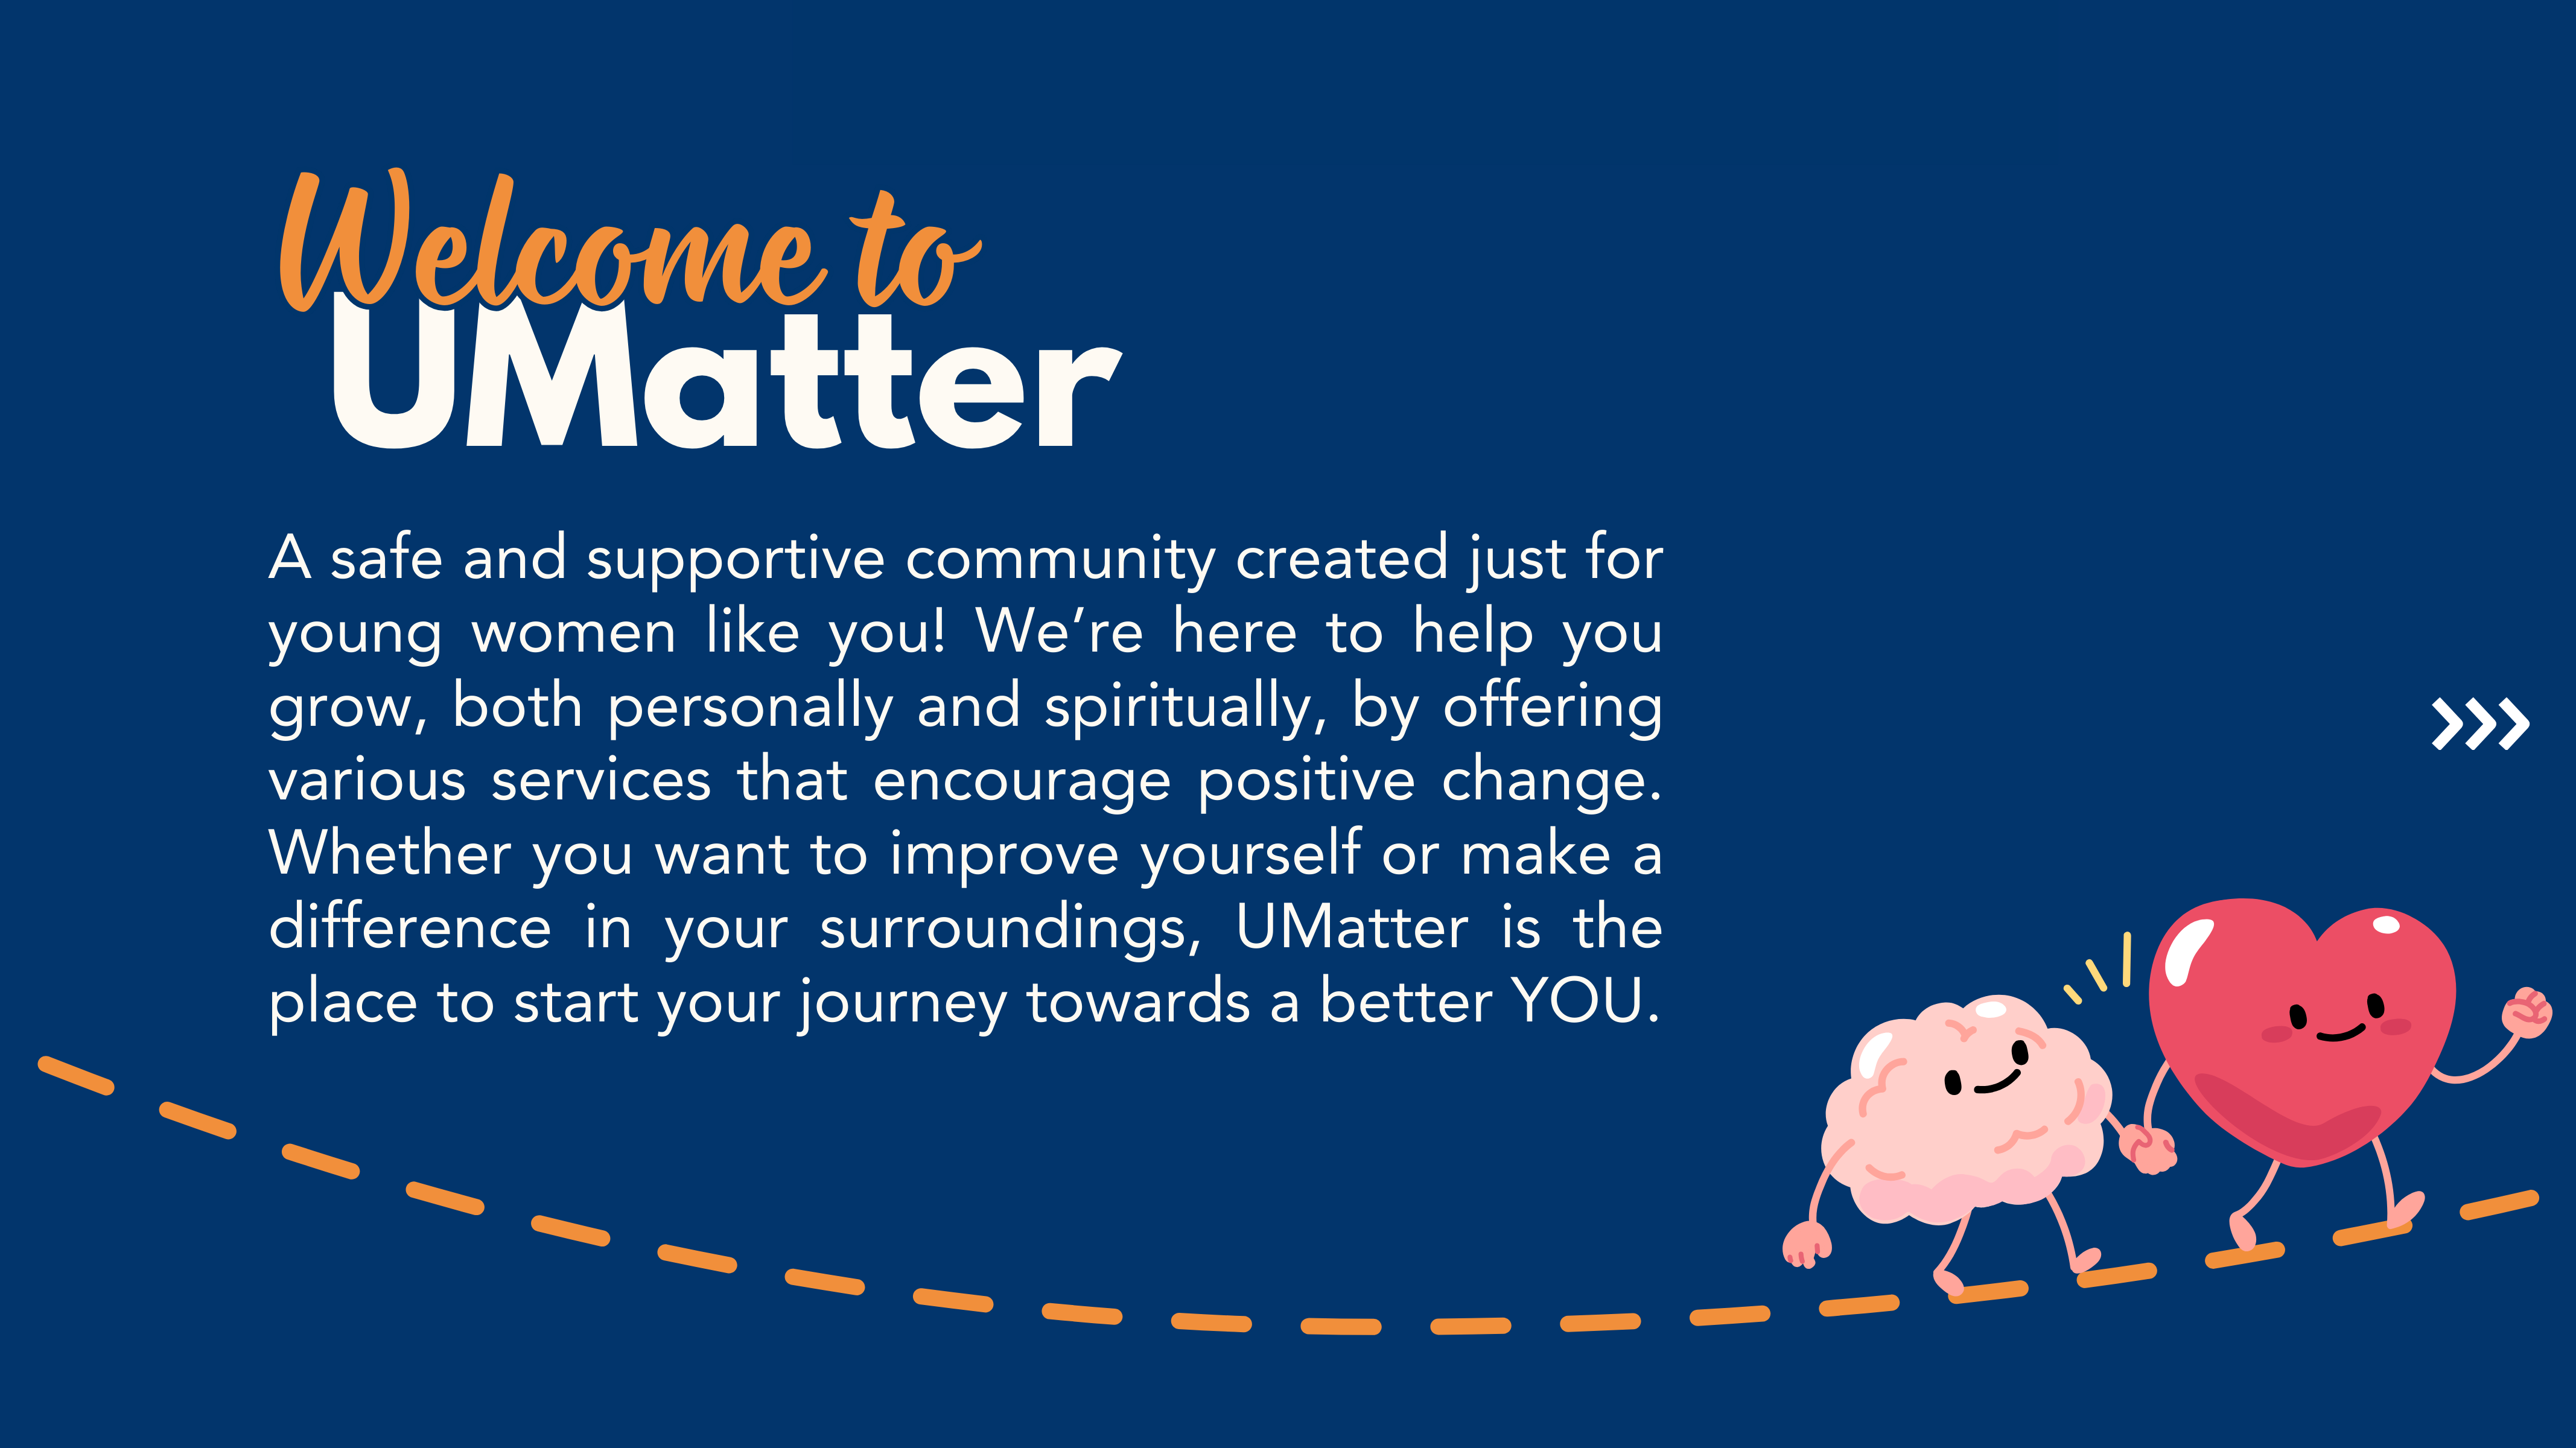 Welcome to
UMatter
A safe and supportive community created just for
young women like you! We’re here to help you
grow, both personally and spiritually, by offering
various services that encourage positive change.
Whether you want to improve yourself or make a
difference in your surroundings, UMatter is the
place to start your journey towards a better YOU.